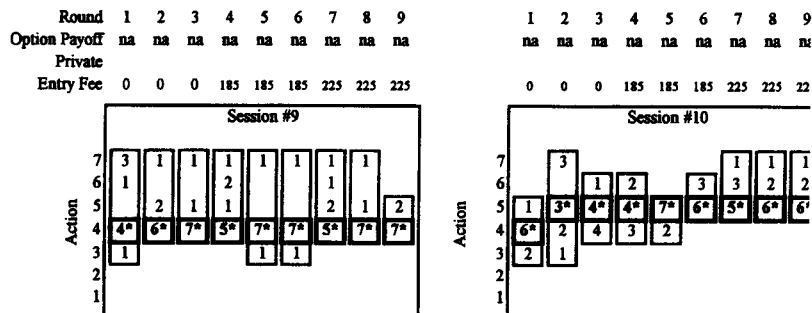 Round 1 2 3 4 5 6 7 8 9 1 2 3 4 5 6 7 8 9
Option Payoff na na na na na na na na na na na na na na na na na na
Private
Entry Fee 0 0 0 185 185 185 225 225 225 0 0 0 185 185 185 225 225 22
Session #9 Session #10
7 3 1 1 1 1 1 1 1 7 3 1 1 1
6 1 2 1 6 1 2 3 3 2 2
5 2 1 1 2 1 2 5 1 3* 4* 4* 7* 6* 5* 6* 6*
Action Action
4 4* 6* 7* 5* 7* 7* 5* 7* 7* 4 6* 2 4 3 2
3 1 1 1 3 2 1
2 2
1 1